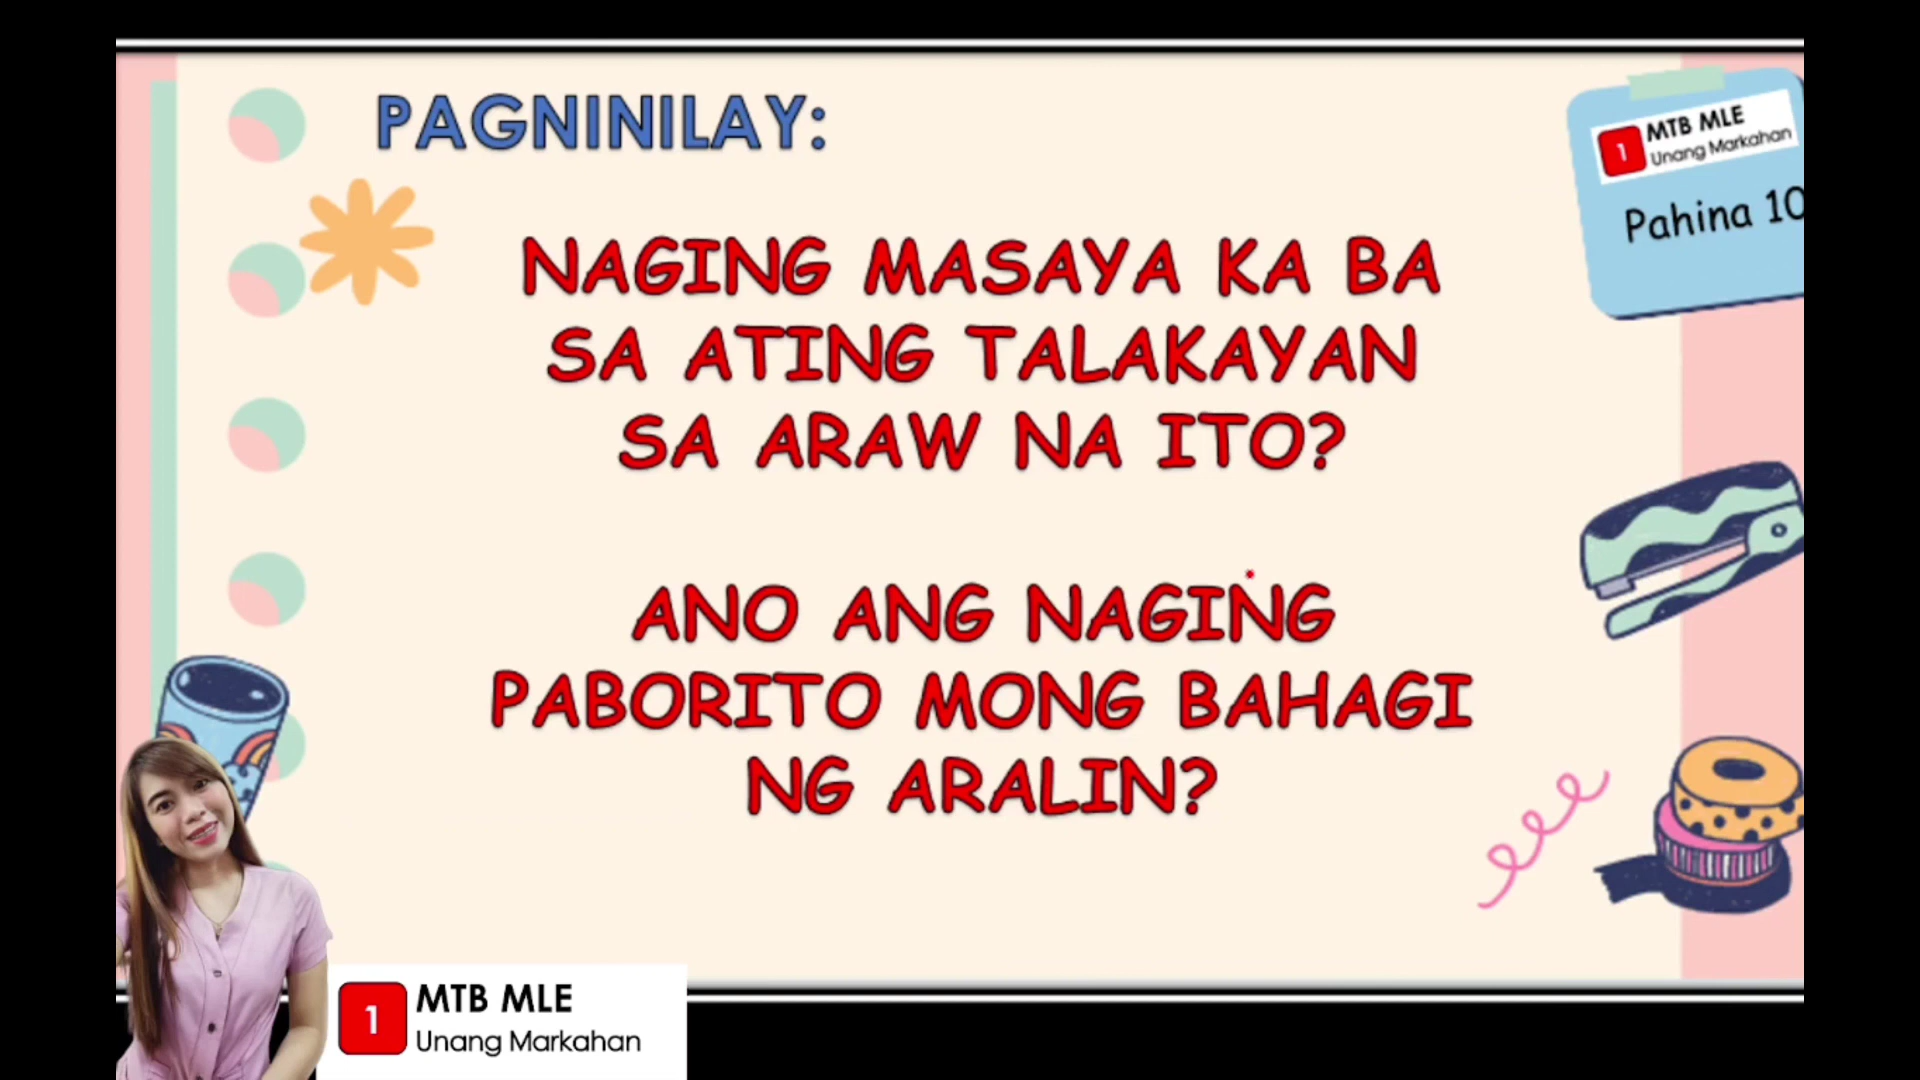 PAGNINILAY:
1
MTB MLE
Unang Markahan
Pahina 10
NAGING MASAYA KA BA
SA ATING TALAKAYAN
SA ARAW NA ITO?
ANO ANG NAGING
PABORITO MONG BAHAGI
NG ARALIN?
1
MTB MLE
Unang Markahan